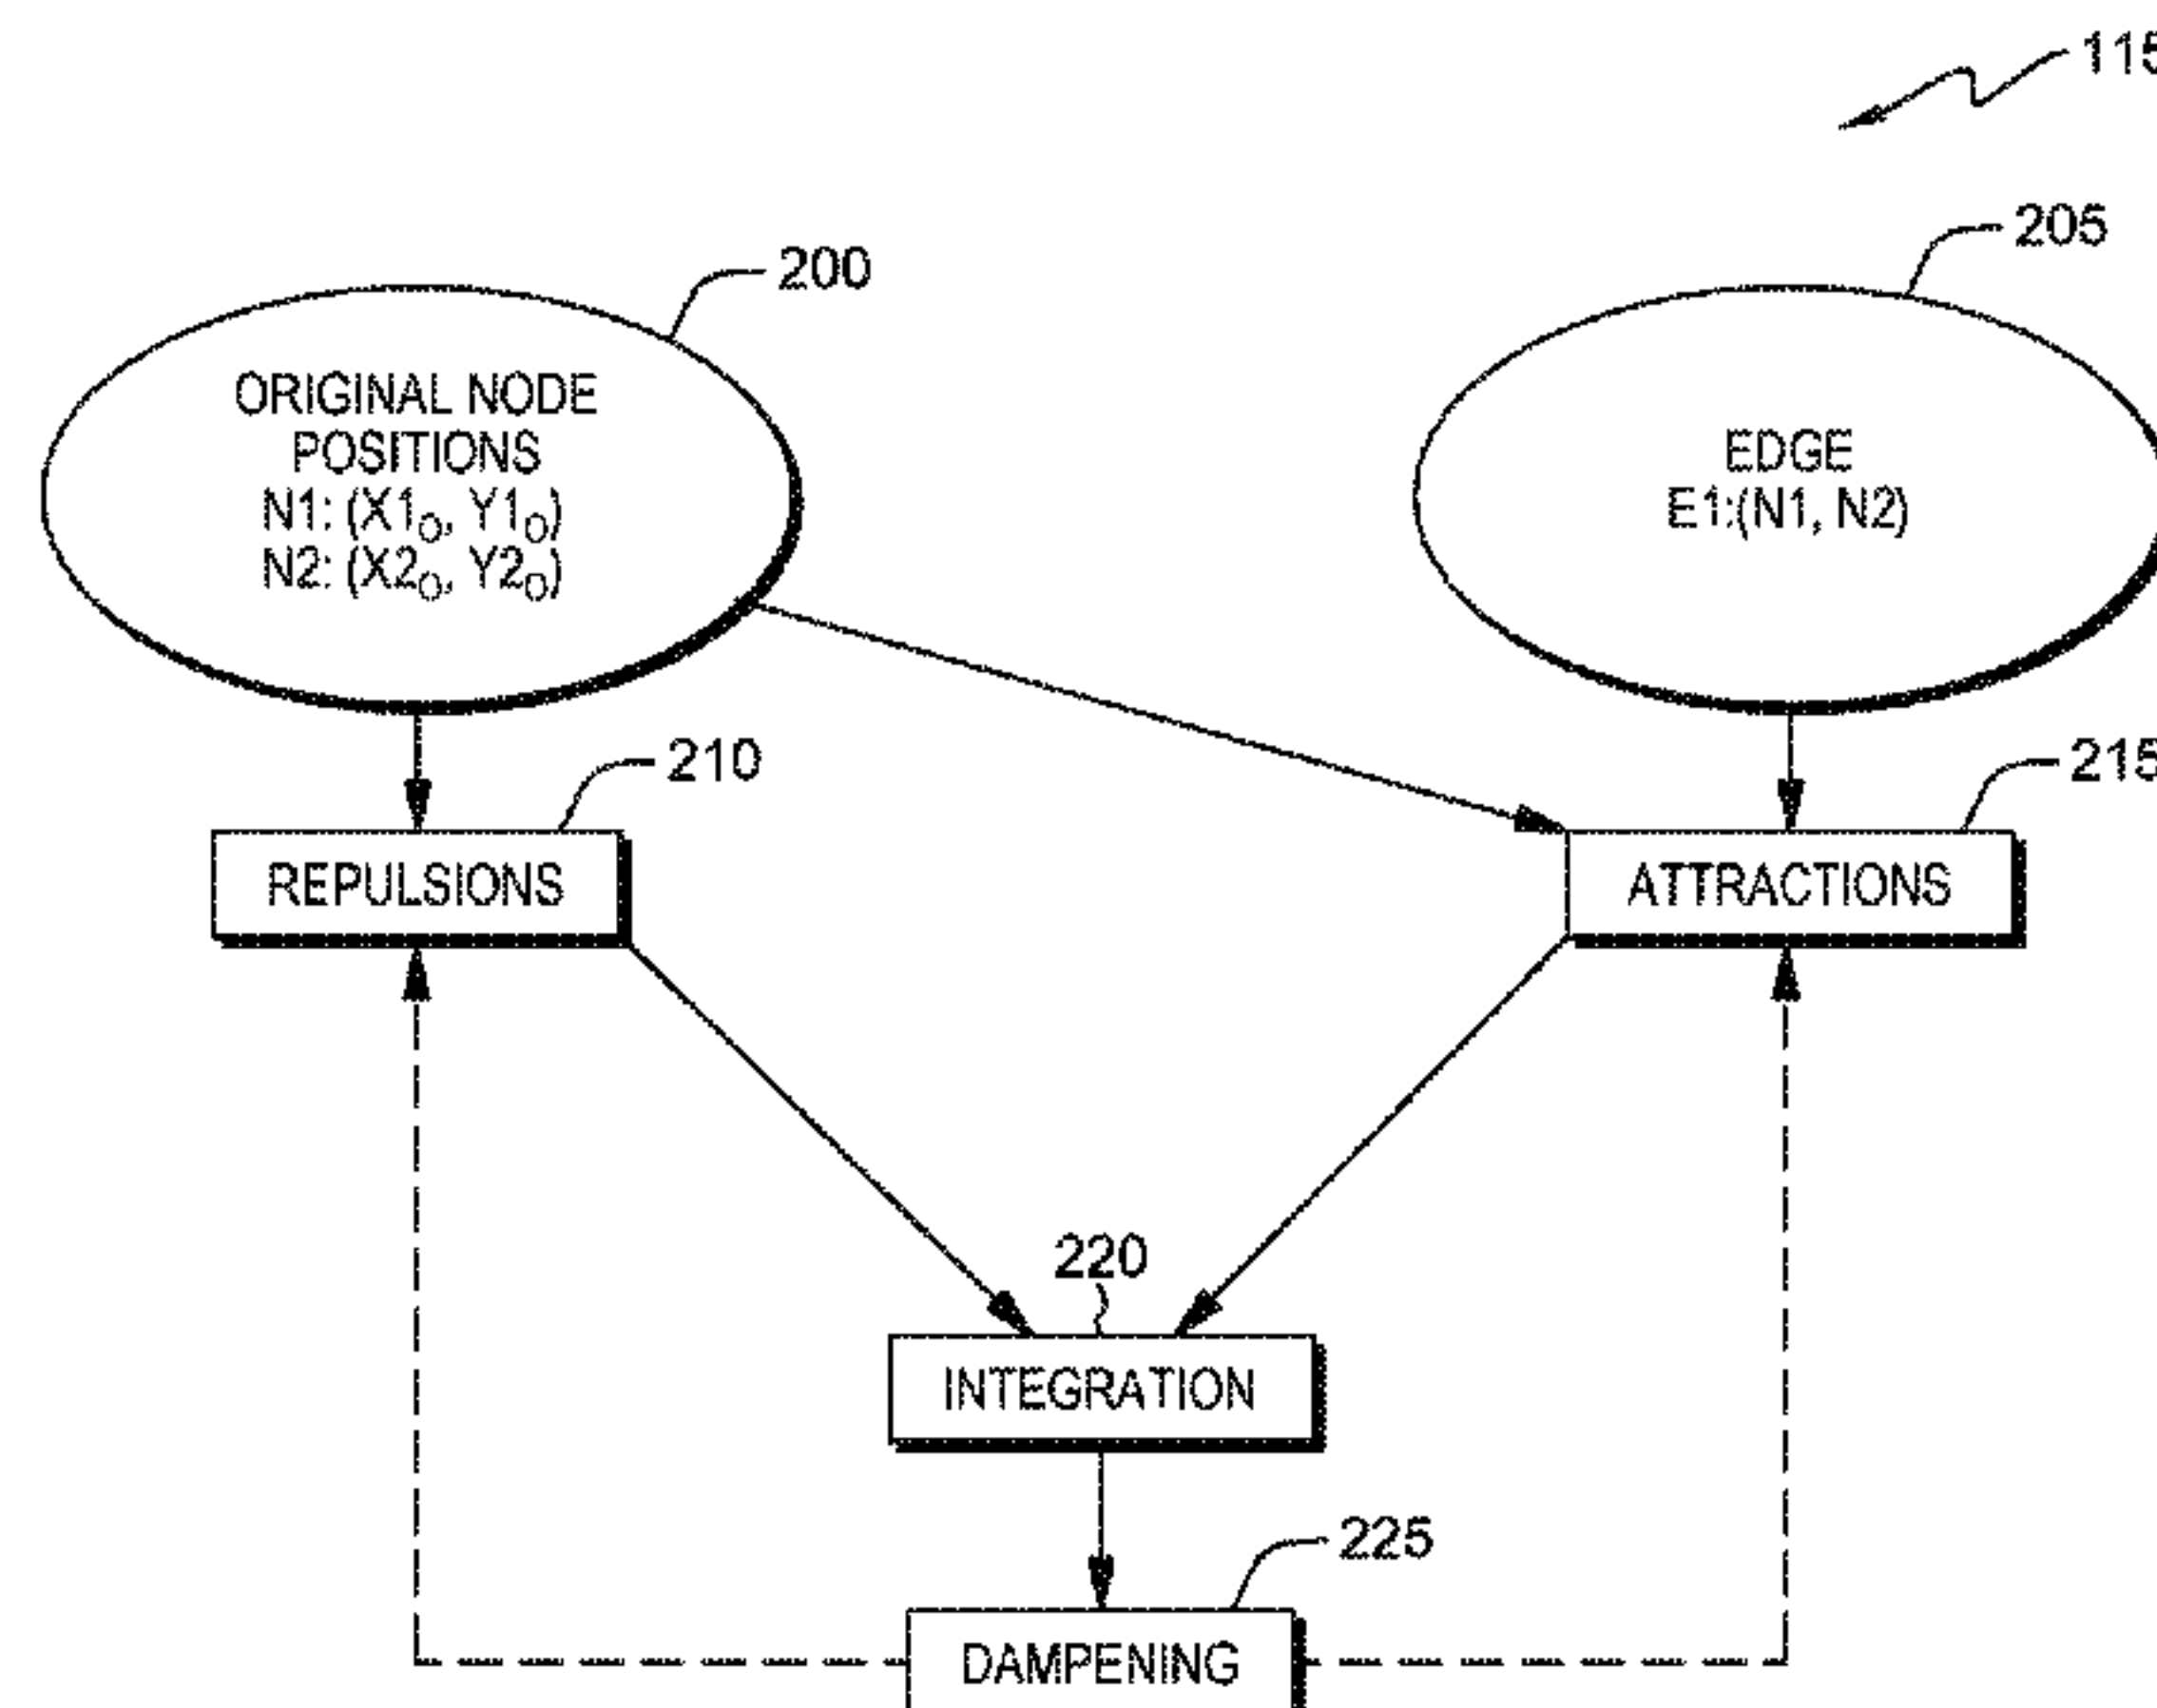 115
205
200
ORIGINAL NODE
POSITIONS
N1: (X1O, Y1O)
N2: (X2O, Y2O)
EDGE
E1:(N1, N2)
210
215
REPULSIONS
ATTRACTIONS
220
INTEGRATION
225
DAMPENING